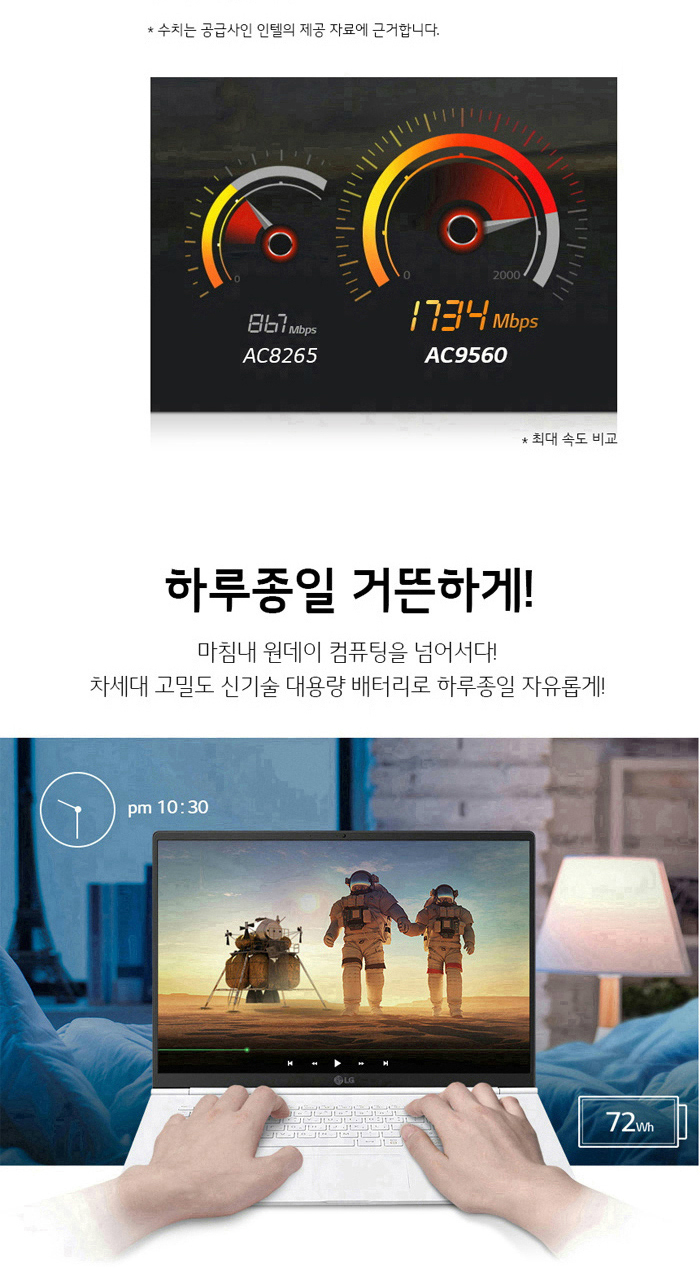 * 수치는 공급사인 인텔의 제공 자료에 근거합니다.
0
0
2000
867 Mbps
1734 Mbps
AC8265
AC9560
* 최대 속도 비교
하루종일 거뜬하게!
마침내 원데이 컴퓨팅을 넘어서다!
차세대 고밀도 신기술 대용량 배터리로 하루종일 자유롭게!
pm 10:30
LG
72Wh